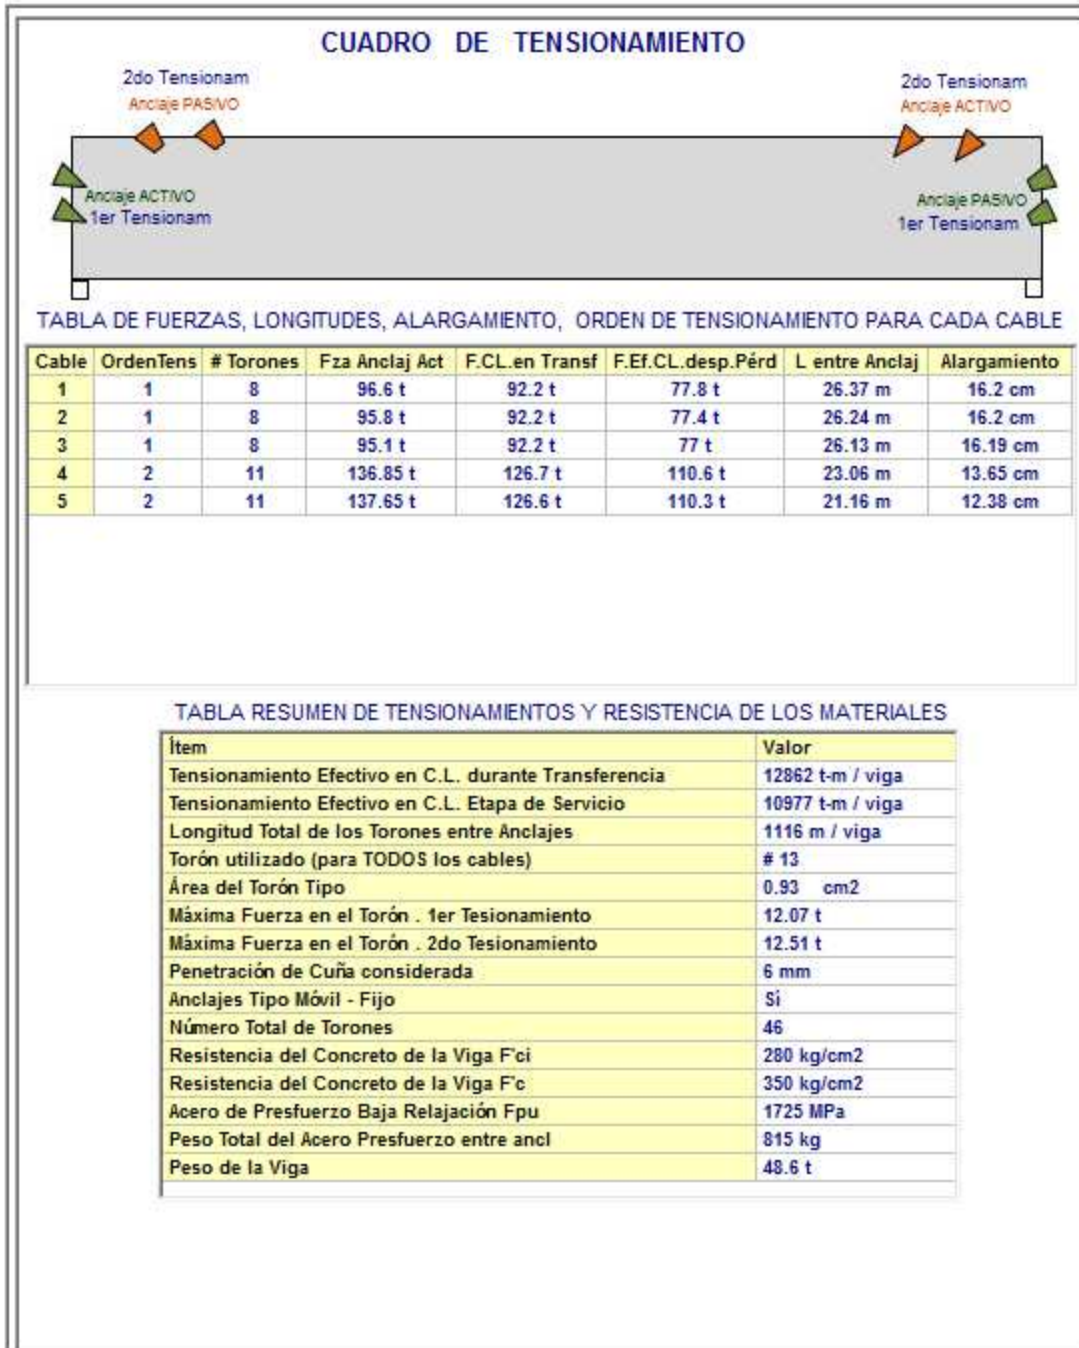 CUADRO DE TENSIONAMIENTO
2do Tensionam
Anclaje PASIVO
2do Tensionam
Anclaje ACTIVO
Anclaje ACTIVO
1er Tensionam
Anclaje PASIVO
1er Tensionam
TABLA DE FUERZAS, LONGITUDES, ALARGAMIENTO, ORDEN DE TENSIONAMIENTO PARA CADA CABLE
Cable OrdenTens # Torones Fza Anclaj Act F.CL.en Transf F.Ef.CL.desp.Pérd L entre Anclaj Alargamiento
1 1 8 96.6 t 92.2 t 77.8 t 26.37 m 16.2 cm
2 1 8 95.8 t 92.2 t 77.4 t 26.24 m 16.2 cm
3 1 8 95.1 t 92.2 t 77 t 26.13 m 16.19 cm
4 2 11 136.85 t 126.7 t 110.6 t 23.06 m 13.65 cm
5 2 11 137.65 t 126.6 t 110.3 t 21.16 m 12.38 cm
TABLA RESUMEN DE TENSIONAMIENTOS Y RESISTENCIA DE LOS MATERIALES
Ítem Valor
Tensionamiento Efectivo en C.L. durante Transferencia 12862 t-m / viga
Tensionamiento Efectivo en C.L. Etapa de Servicio 10977 t-m / viga
Longitud Total de los Torones entre Anclajes 1116 m / viga
Torón utilizado (para TODOS los cables) # 13
Área del Torón Tipo 0.93 cm2
Máxima Fuerza en el Torón . 1er Tesionamiento 12.07 t
Máxima Fuerza en el Torón . 2do Tesionamiento 12.51 t
Penetración de Cuña considerada 6 mm
Anclajes Tipo Móvil - Fijo Sí
Número Total de Torones 46
Resistencia del Concreto de la Viga F'ci 280 kg/cm2
Resistencia del Concreto de la Viga F'c 350 kg/cm2
Acero de Presfuerzo Baja Relajación Fpu 1725 MPa
Peso Total del Acero Presfuerzo entre ancl 815 kg
Peso de la Viga 48.6 t